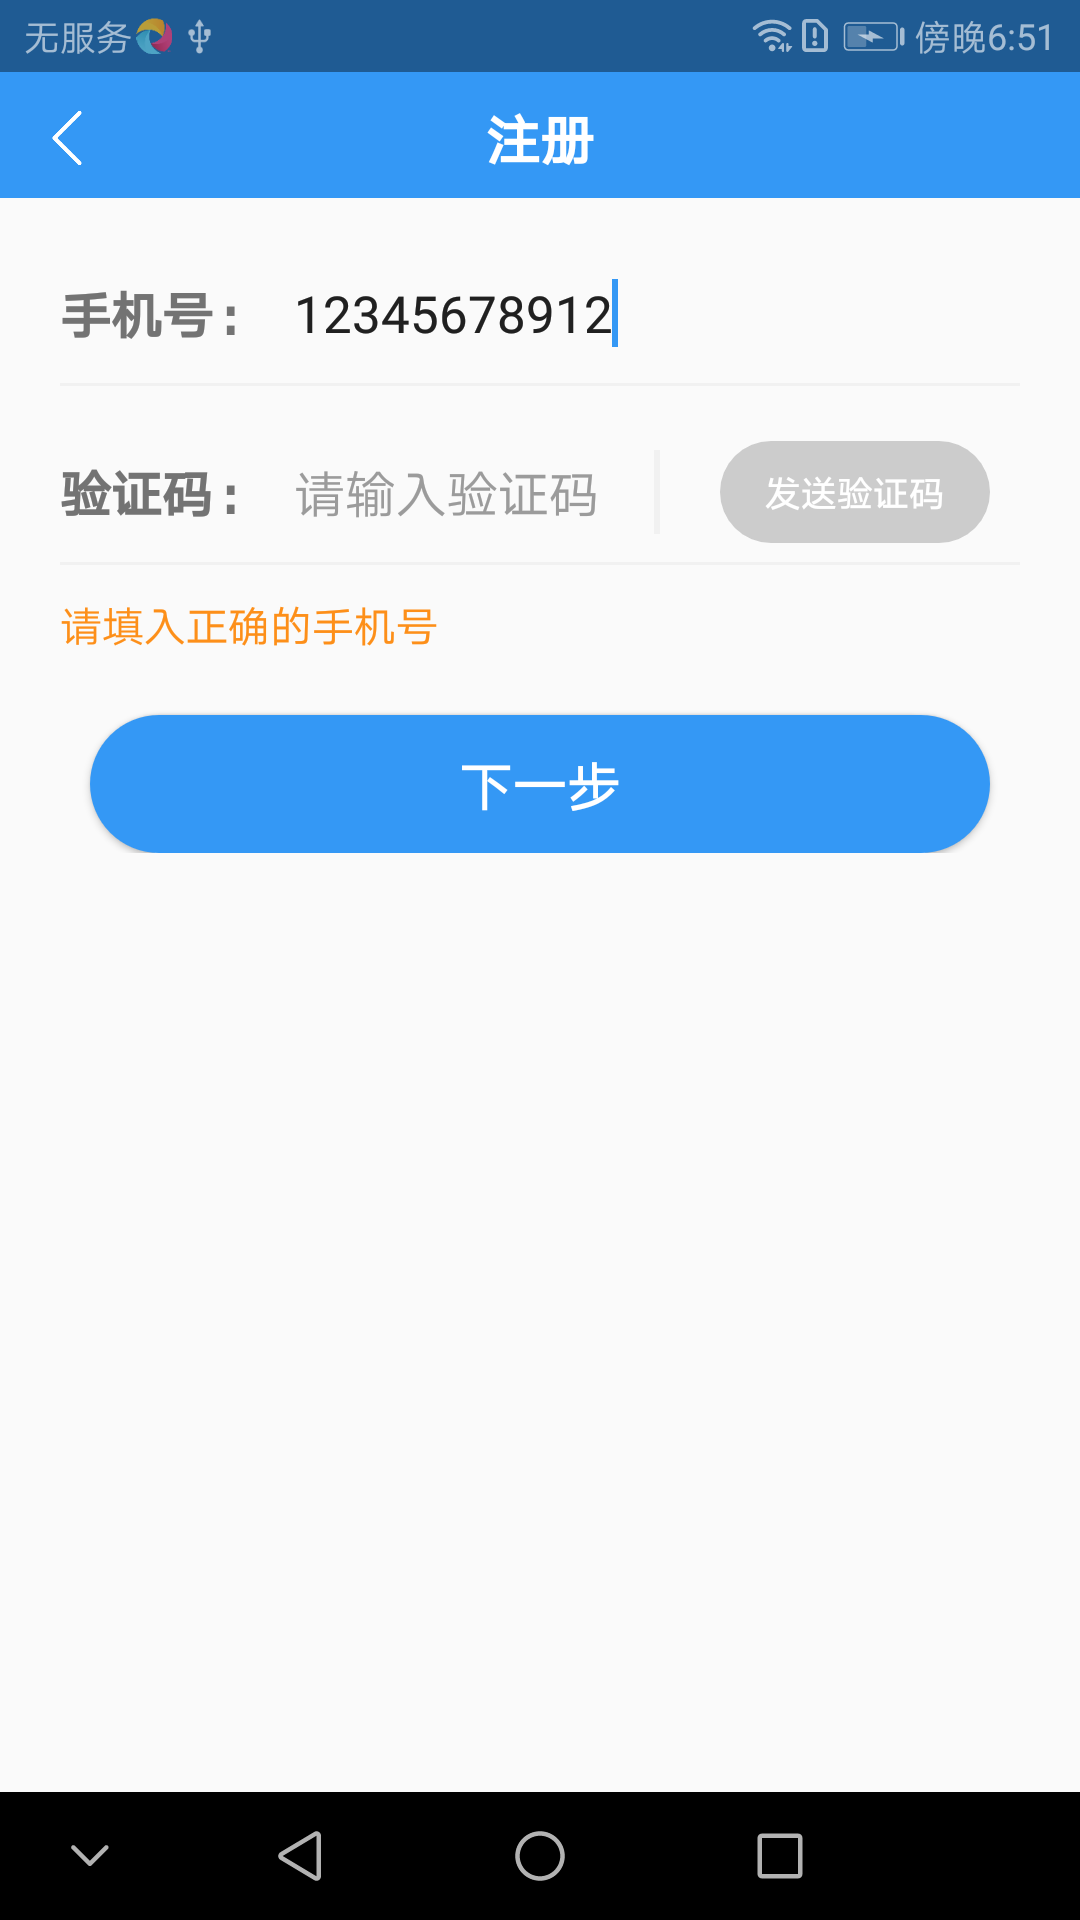 无服务 傍晚6:51
注册
手机号： 12345678912
验证码： 请输入验证码 发送验证码
请填入正确的手机号
下一步